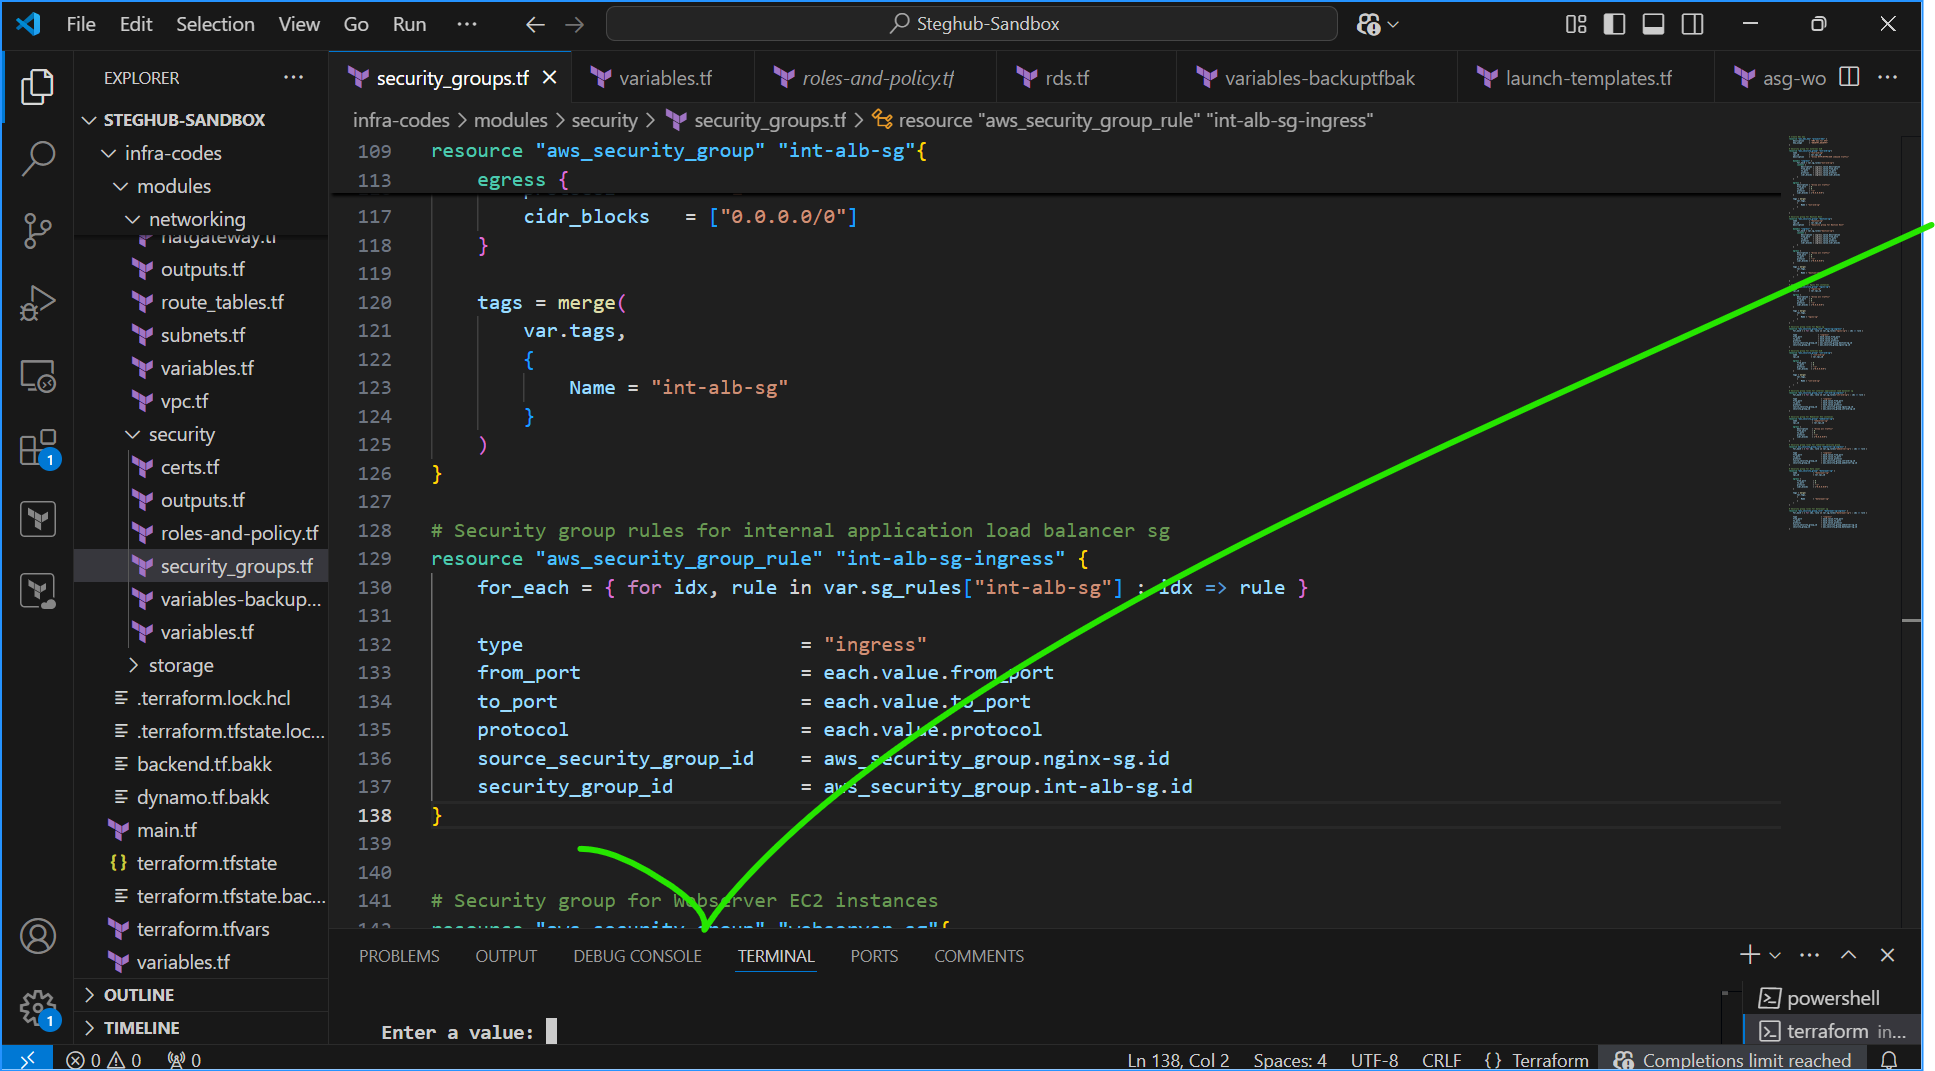 File Edit Selection View Go Run ··· Steghub-Sandbox
EXPLORER ···
security_groups.tf variables.tf roles-and-policy.tf rds.tf variables-backuptfbak launch-templates.tf asg-wo ···
infra-codes > modules > security > security_groups.tf > resource "aws_security_group_rule" "int-alb-sg-ingress"
STEGHUB-SANDBOX
infra-codes
modules
networking
natgateway.tf
outputs.tf
route_tables.tf
subnets.tf
variables.tf
vpc.tf
security
certs.tf
outputs.tf
roles-and-policy.tf
security_groups.tf
variables-backup...
variables.tf
storage
.terraform.lock.hcl
.terraform.tfstate.loc...
backend.tf.bakk
dynamo.tf.bakk
main.tf
{} terraform.tfstate
terraform.tfstate.bac...
terraform.tfvars
variables.tf
OUTLINE
TIMELINE
1
1
109 resource "aws_security_group" "int-alb-sg"{
113 egress {
117 cidr_blocks = ["0.0.0.0/0"]
118 }
119
120 tags = merge(
121 var.tags,
122 {
123 Name = "int-alb-sg"
124 }
125 )
126 }
127
128 # Security group rules for internal application load balancer sg
129 resource "aws_security_group_rule" "int-alb-sg-ingress" {
130 for_each = { for idx, rule in var.sg_rules["int-alb-sg"] : idx => rule }
131
132 type = "ingress"
133 from_port = each.value.from_port
134 to_port = each.value.to_port
135 protocol = each.value.protocol
136 source_security_group_id = aws_security_group.nginx-sg.id
137 security_group_id = aws_security_group.int-alb-sg.id
138 }
139
140
141 # Security group for Webserver EC2 instances
142 resource "aws_security_group" "webserver-sg"{
PROBLEMS OUTPUT DEBUG CONSOLE TERMINAL PORTS COMMENTS
Enter a value:
powershell
terraform in...
0 0 0 Ln 138, Col 2 Spaces: 4 UTF-8 CRLF {} Terraform Completions limit reached